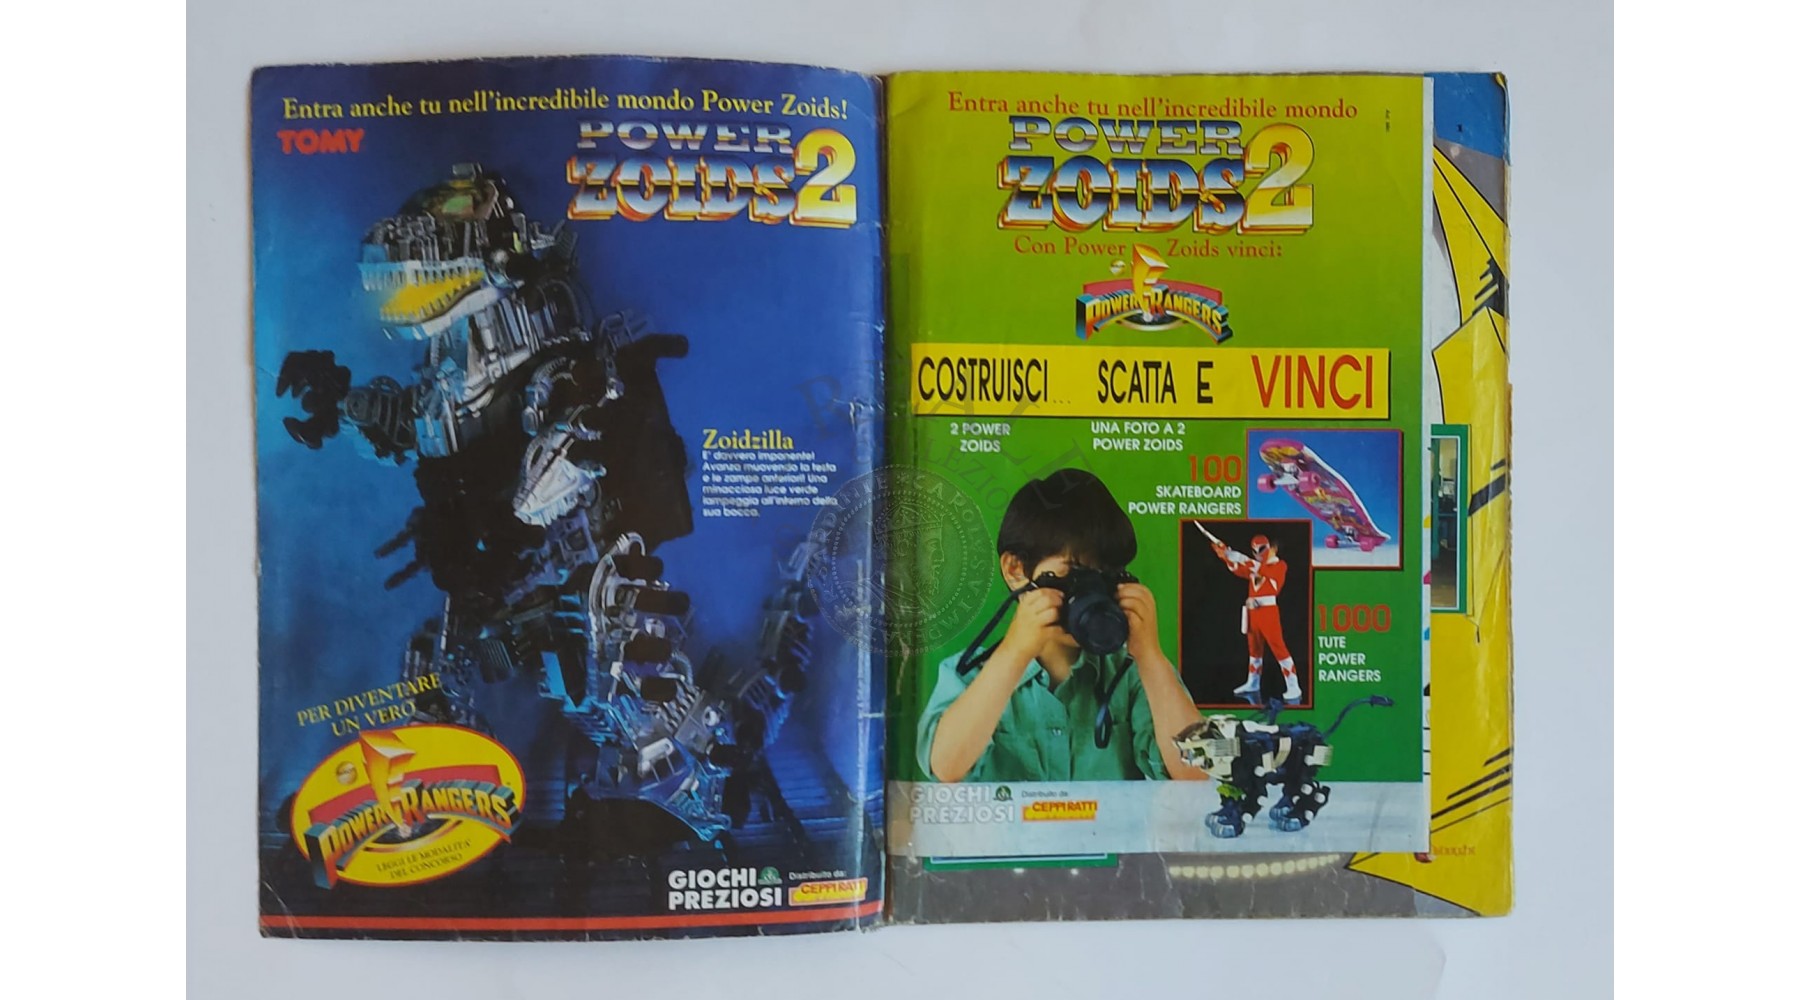 Entra anche tu nell'incredibile mondo Power Zoids!
TOMY
POWER
ZOIDS 2
Zoidzilla
E' davvero imponente!
Avanza muovendo la testa
e le zampe anteriori! Una
minacciosa luce verde
lampeggia all'interno della
sua bocca.
PER DIVENTARE
UN VERO
POWER RANGERS
LEGGI LE MODALITA'
DEL CONCORSO
GIOCHI
PREZIOSI
Distribuito da:
CEPPI RATTI
Entra anche tu nell'incredibile mondo
POWER
ZOIDS 2
Con Power Zoids vinci:
POWER RANGERS
COSTRUISCI... SCATTA E VINCI
2 POWER
ZOIDS
UNA FOTO A 2
POWER ZOIDS
100
SKATEBOARD
POWER RANGERS
1000
TUTE
POWER
RANGERS
GIOCHI
PREZIOSI
Distribuito da
CEPPI RATTI